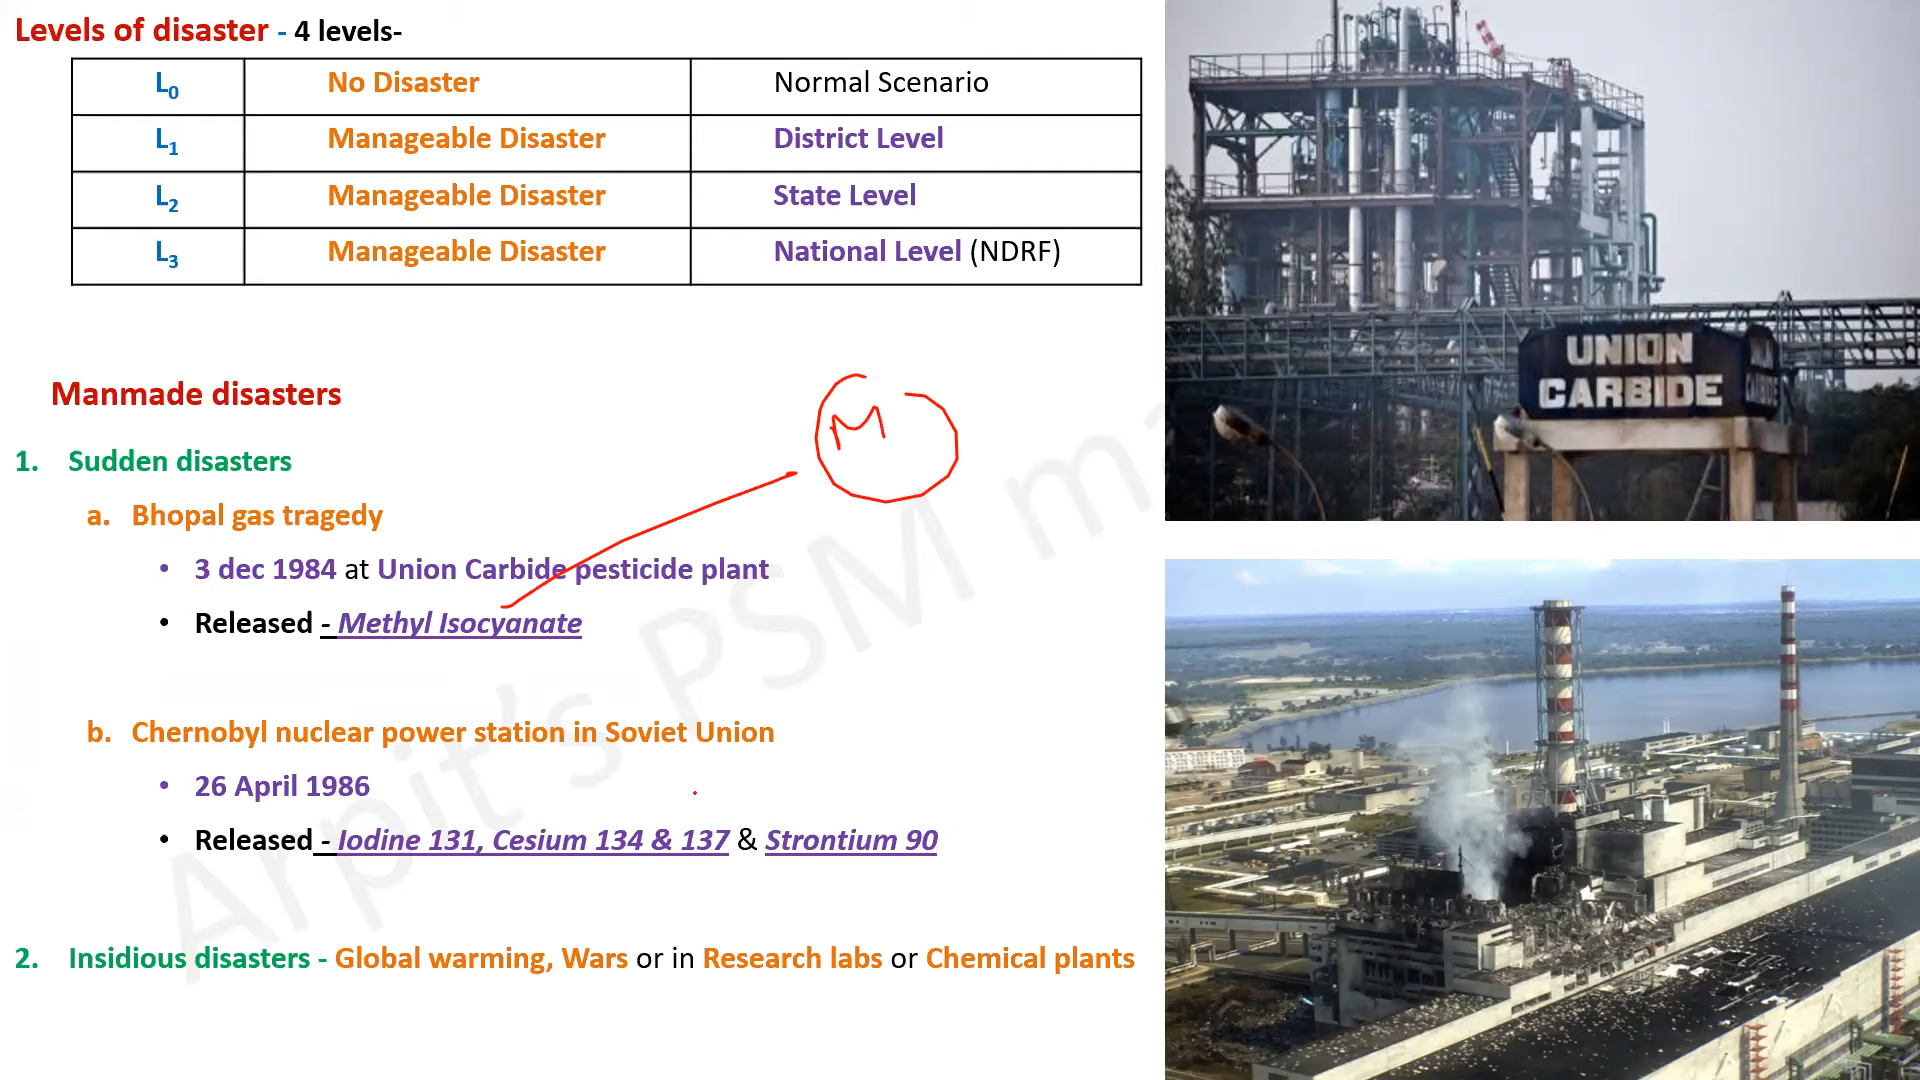 Levels of disaster - 4 levels-
L0 No Disaster Normal Scenario
L1 Manageable Disaster District Level
L2 Manageable Disaster State Level
L3 Manageable Disaster National Level (NDRF)
Manmade disasters
M
1. Sudden disasters
a. Bhopal gas tragedy
• 3 dec 1984 at Union Carbide pesticide plant
• Released - Methyl Isocyanate
b. Chernobyl nuclear power station in Soviet Union
• 26 April 1986
• Released - Iodine 131, Cesium 134 & 137 & Strontium 90
2. Insidious disasters - Global warming, Wars or in Research labs or Chemical plants
Arpit's PSM ma
UNION
CARBIDE